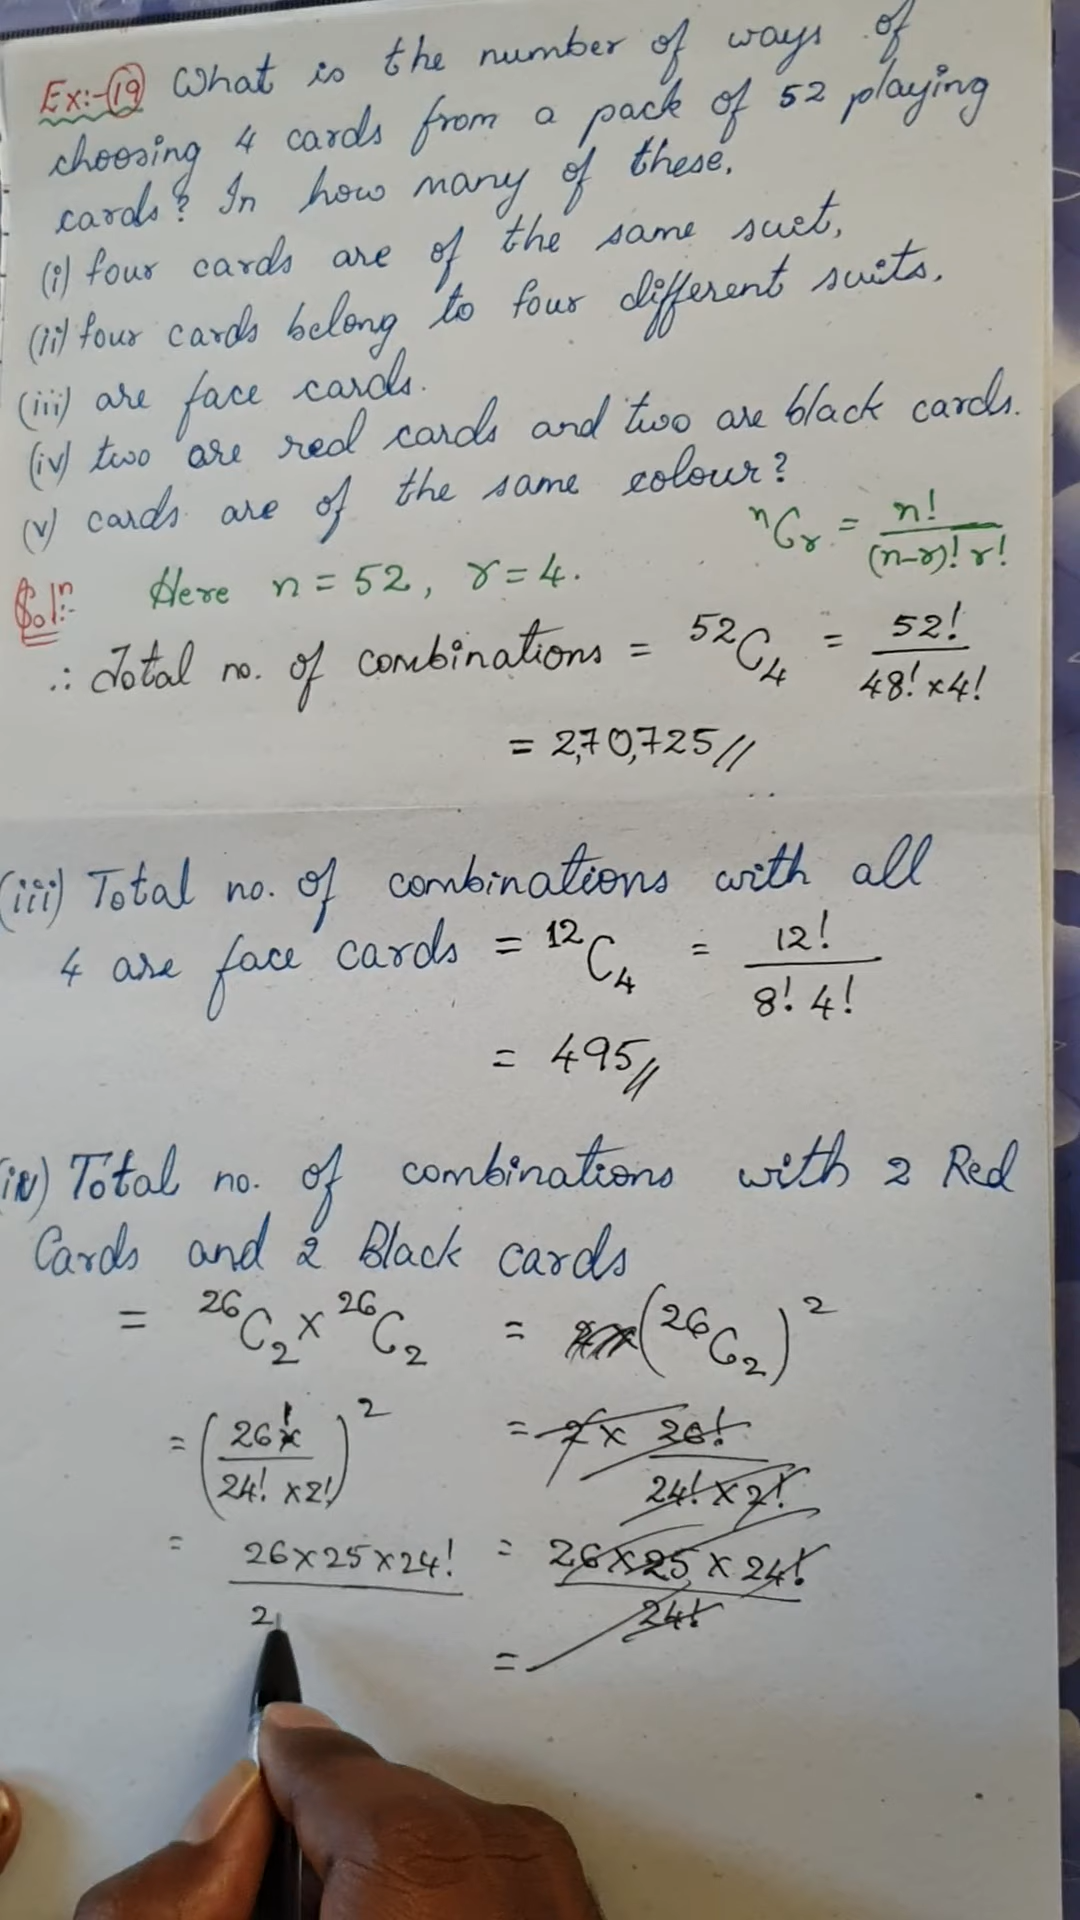 Ex:-(19) What is the number of ways of
choosing 4 cards from a pack of 52 playing
cards? In how many of these.
(i) four cards are of the same suet,
(ii) four cards belong to four different suits,
(iii) are face cards.
(iv) two are red cards and two are black cards.
(v) cards are of the same colour?
ⁿCᵣ = n! / (n-r)! r!
Solⁿ:- Here n = 52, r = 4.
∴ Total no. of combinations = ⁵²C₄ = 52! / 48! × 4!
= 2,70,725//
(iii) Total no. of combinations with all
4 are face cards = ¹²C₄ = 12! / 8! 4!
= 495//
(iv) Total no. of combinations with 2 Red
Cards and 2 Black cards
= ²⁶C₂ × ²⁶C₂ = (²⁶C₂)²
= (26! / 24! × 2!)² = 2 × 26! / 24! × 2!
= 26 × 25 × 24! / 2 = 26 × 25 × 24! / 24!
=